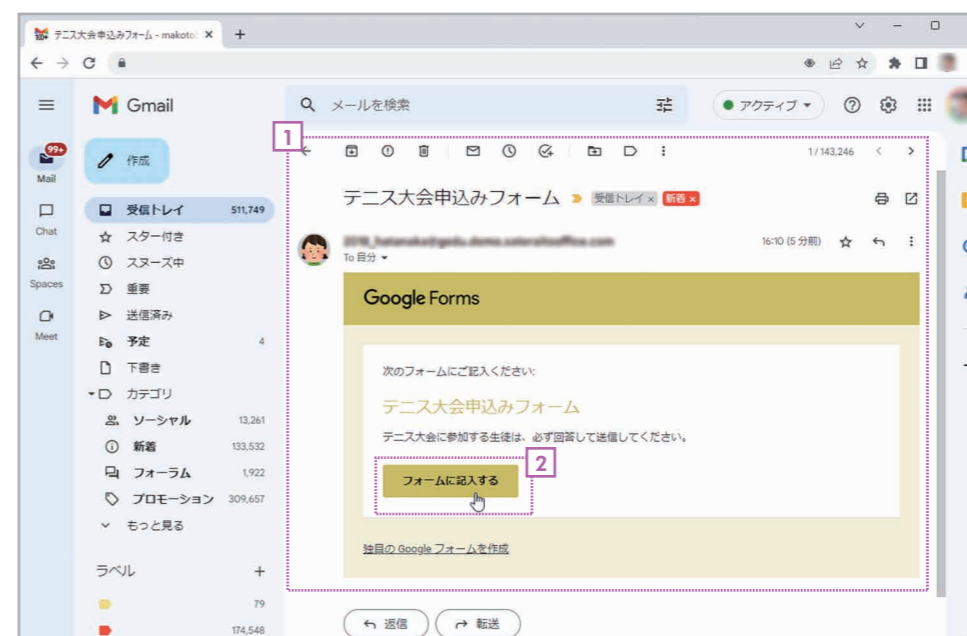 テニス大会申込みフォーム - makoto
Gmail
メールを検索
アクティブ
1
99+
作成
1 / 143,246
Mail
テニス大会申込みフォーム 受信トレイ × 新着 ×
受信トレイ 511,749
Chat
スター付き
16:10 (5 分前)
To 自分
スヌーズ中
Spaces
重要
Google Forms
送信済み
Meet
予定 4
下書き
次のフォームにご記入ください:
カテゴリ
テニス大会申込みフォーム
ソーシャル 13,261
テニス大会に参加する生徒は、必ず回答して送信してください。
新着 133,532
2
フォーラム 1,922
フォームに記入する
プロモーション 309,657
もっと見る
独自の Google フォームを作成
ラベル
79
返信 転送
174,548